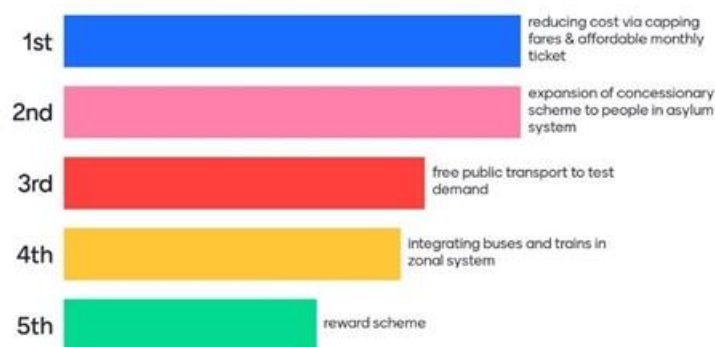 1st
reducing cost via capping
fares & affordable monthly
ticket
2nd
expansion of concessionary
scheme to people in asylum
system
3rd
free public transport to test
demand
4th
integrating buses and trains in
zonal system
5th
reward scheme